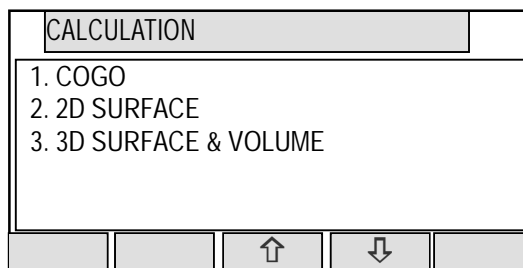 CALCULATION
1. COGO
2. 2D SURFACE
3. 3D SURFACE & VOLUME